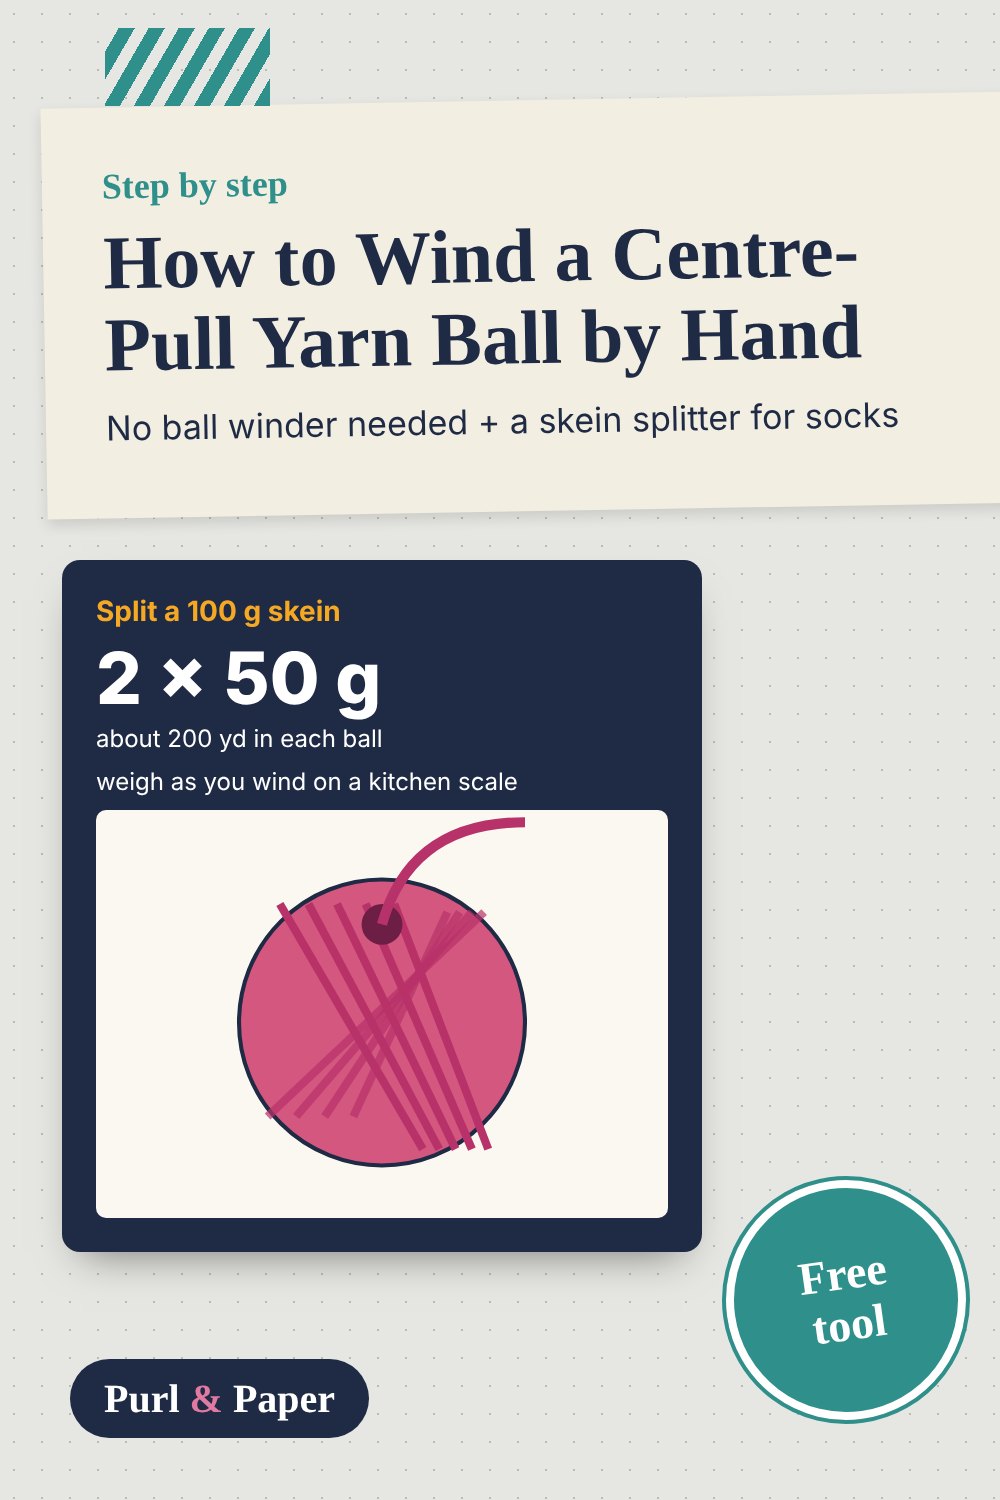 Step by step
How to Wind a Centre-
Pull Yarn Ball by Hand
No ball winder needed + a skein splitter for socks
Split a 100 g skein
2 × 50 g
about 200 yd in each ball
weigh as you wind on a kitchen scale
Free
tool
Purl & Paper